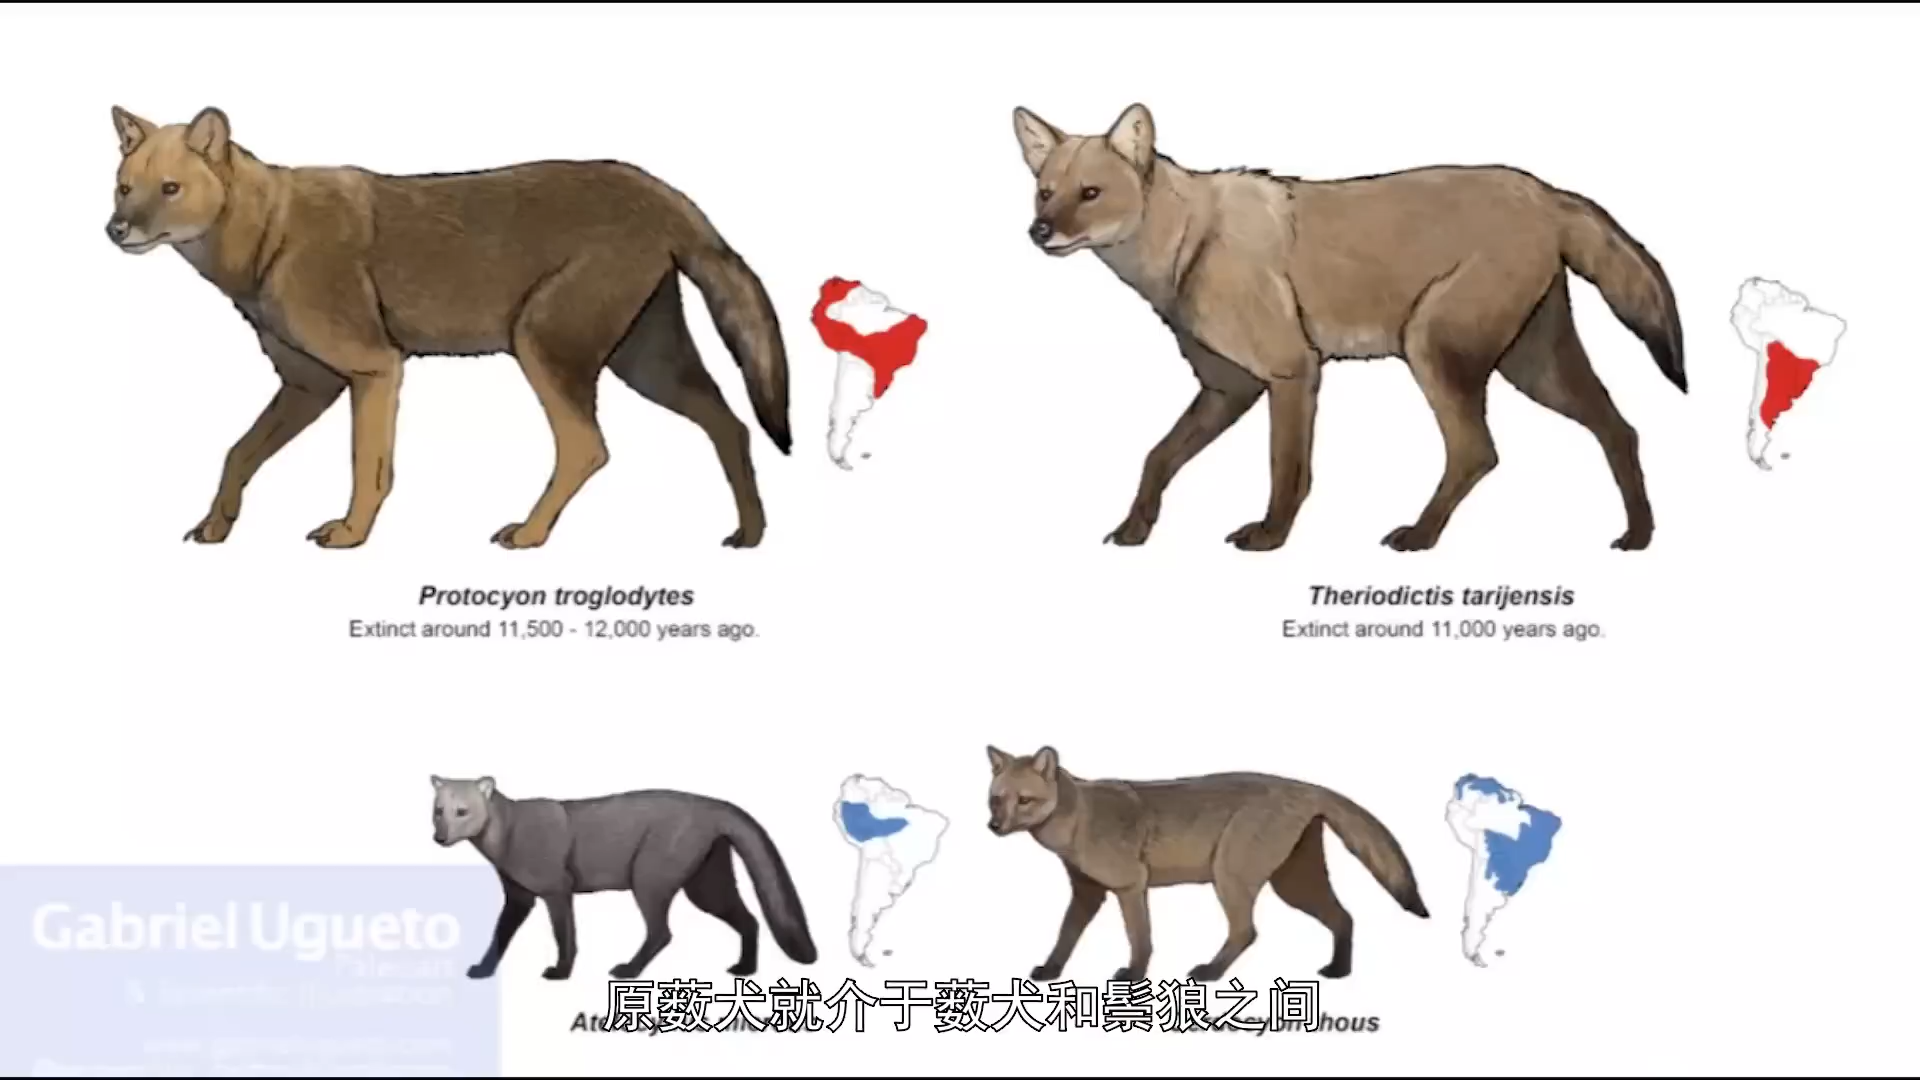 Protocyon troglodytes
Extinct around 11,500 - 12,000 years ago.
Theriodictis tarijensis
Extinct around 11,000 years ago.
Gabriel Ugueto
原薮犬就介于薮犬和鬃狼之间